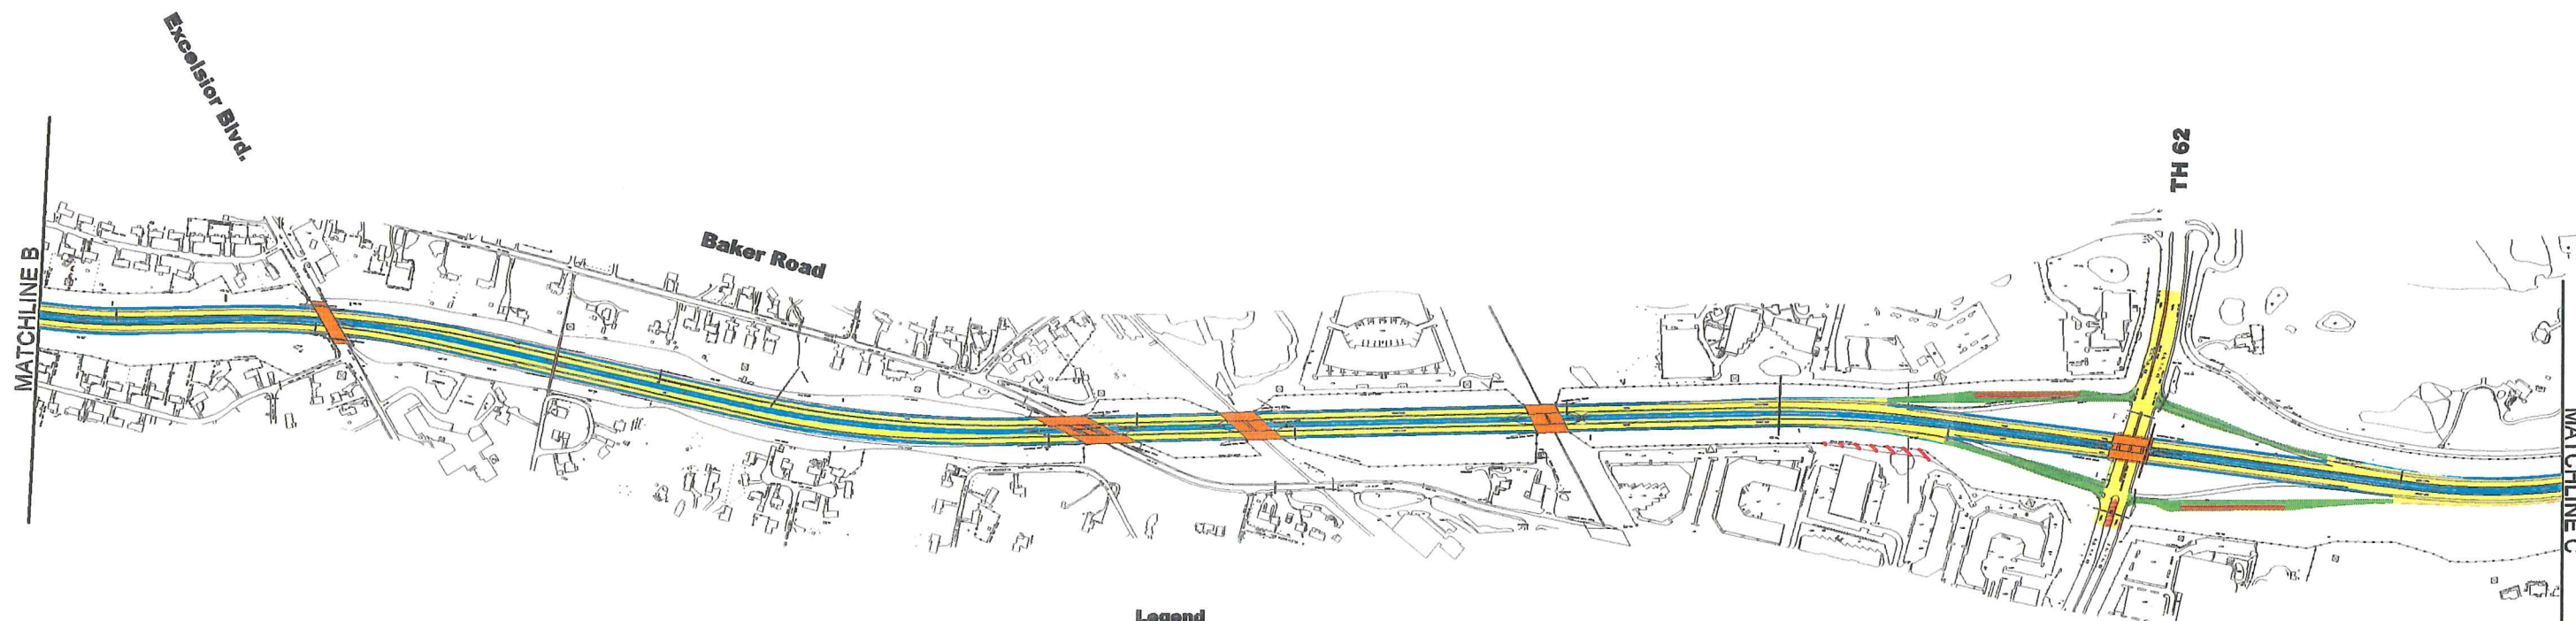 Excelsior Blvd.
TH 62
Baker Road
MATCHLINE B
MATCHLINE C
Legend